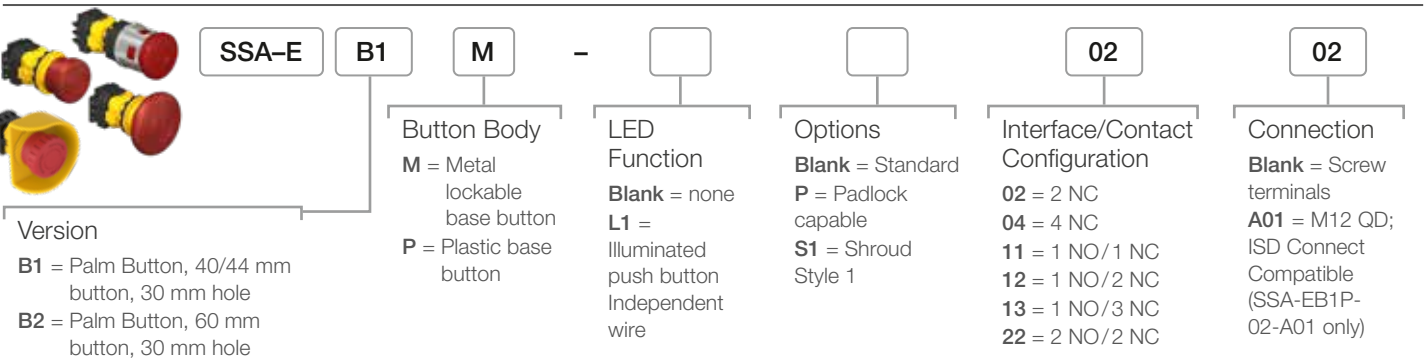 SSA–E B1 M – 02 02
Version
B1 = Palm Button, 40/44 mm
button, 30 mm hole
B2 = Palm Button, 60 mm
button, 30 mm hole
Button Body
M = Metal
lockable
base button
P = Plastic base
button
LED
Function
Blank = none
L1 =
Illuminated
push button
Independent
wire
Options
Blank = Standard
P = Padlock
capable
S1 = Shroud
Style 1
Interface/Contact
Configuration
02 = 2 NC
04 = 4 NC
11 = 1 NO/1 NC
12 = 1 NO/2 NC
13 = 1 NO/3 NC
22 = 2 NO/2 NC
Connection
Blank = Screw
terminals
A01 = M12 QD;
ISD Connect
Compatible
(SSA-EB1P-
02-A01 only)